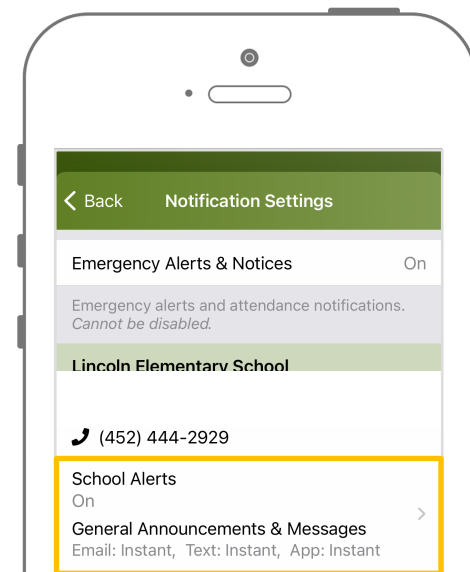 Back Notification Settings
Emergency Alerts & Notices On
Emergency alerts and attendance notifications.
Cannot be disabled.
Lincoln Elementary School
(452) 444-2929
School Alerts
On
General Announcements & Messages
Email: Instant, Text: Instant, App: Instant